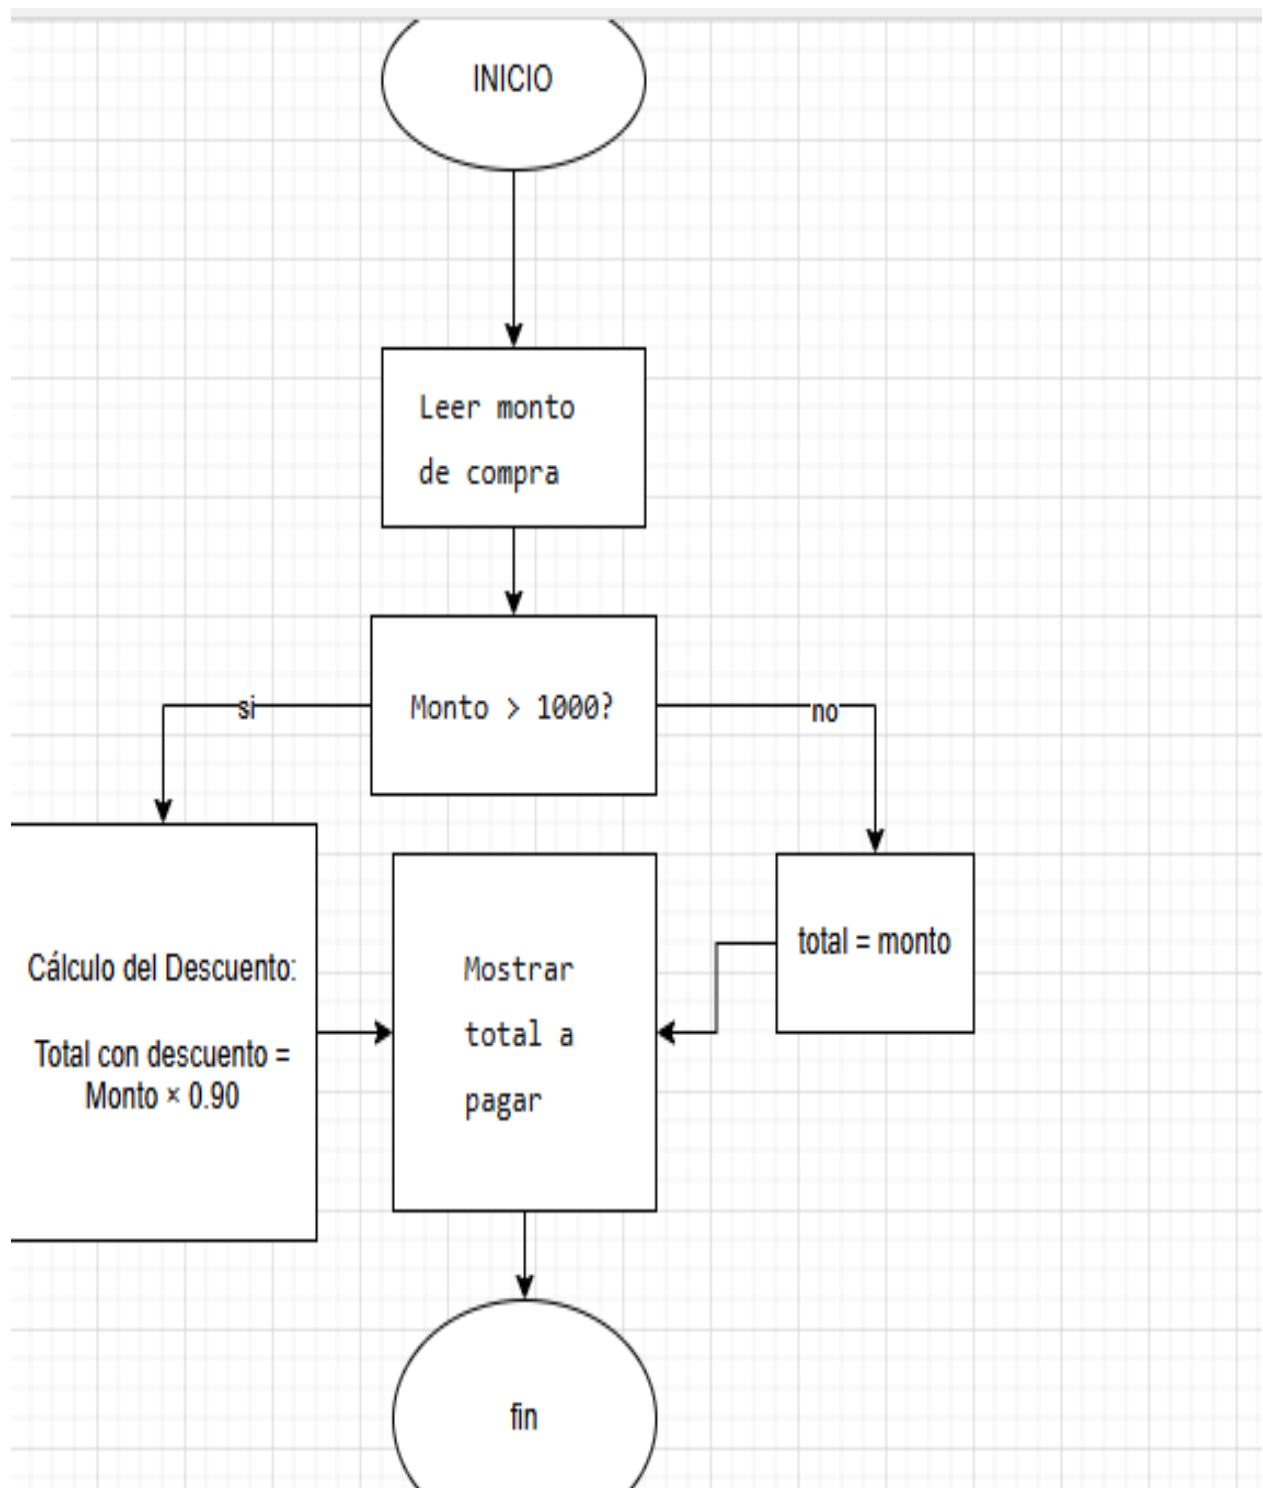 INICIO
Leer monto
de compra
Monto > 1000?
si
no
Cálculo del Descuento:
Total con descuento =
Monto × 0.90
Mostrar
total a
pagar
total = monto
fin